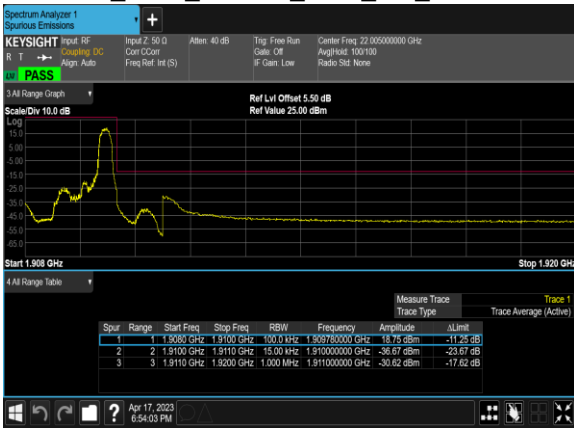 Spectrum Analyzer 1
Spurious Emissions
KEYSIGHT
R T
PASS
Input: RF
Coupling: DC
Align: Auto
Input Z: 50 Ω
Corr CCorr
Freq Ref: Int (S)
Atten: 40 dB
Trig: Free Run
Gate: Off
IF Gain: Low
Center Freq: 22.005000000 GHz
Avg|Hold: 100/100
Radio Std: None
3 All Range Graph
Scale/Div 10.0 dB
Ref Lvl Offset 5.50 dB
Ref Value 25.00 dBm
Log
15.0
5.00
-5.00
-15.0
-25.0
-35.0
-45.0
-55.0
-65.0
Start 1.908 GHz
Stop 1.920 GHz
4 All Range Table
Measure Trace Trace 1
Trace Type Trace Average (Active)
Spur Range Start Freq Stop Freq RBW Frequency Amplitude ΔLimit
1 1 1.9080 GHz 1.9100 GHz 100.0 kHz 1.909780000 GHz 18.75 dBm -11.25 dB
2 2 1.9100 GHz 1.9110 GHz 15.00 kHz 1.910000000 GHz -36.67 dBm -23.67 dB
3 3 1.9110 GHz 1.9200 GHz 1.000 MHz 1.911000000 GHz -30.62 dBm -17.62 dB
?
Apr 17, 2023
6:54:03 PM